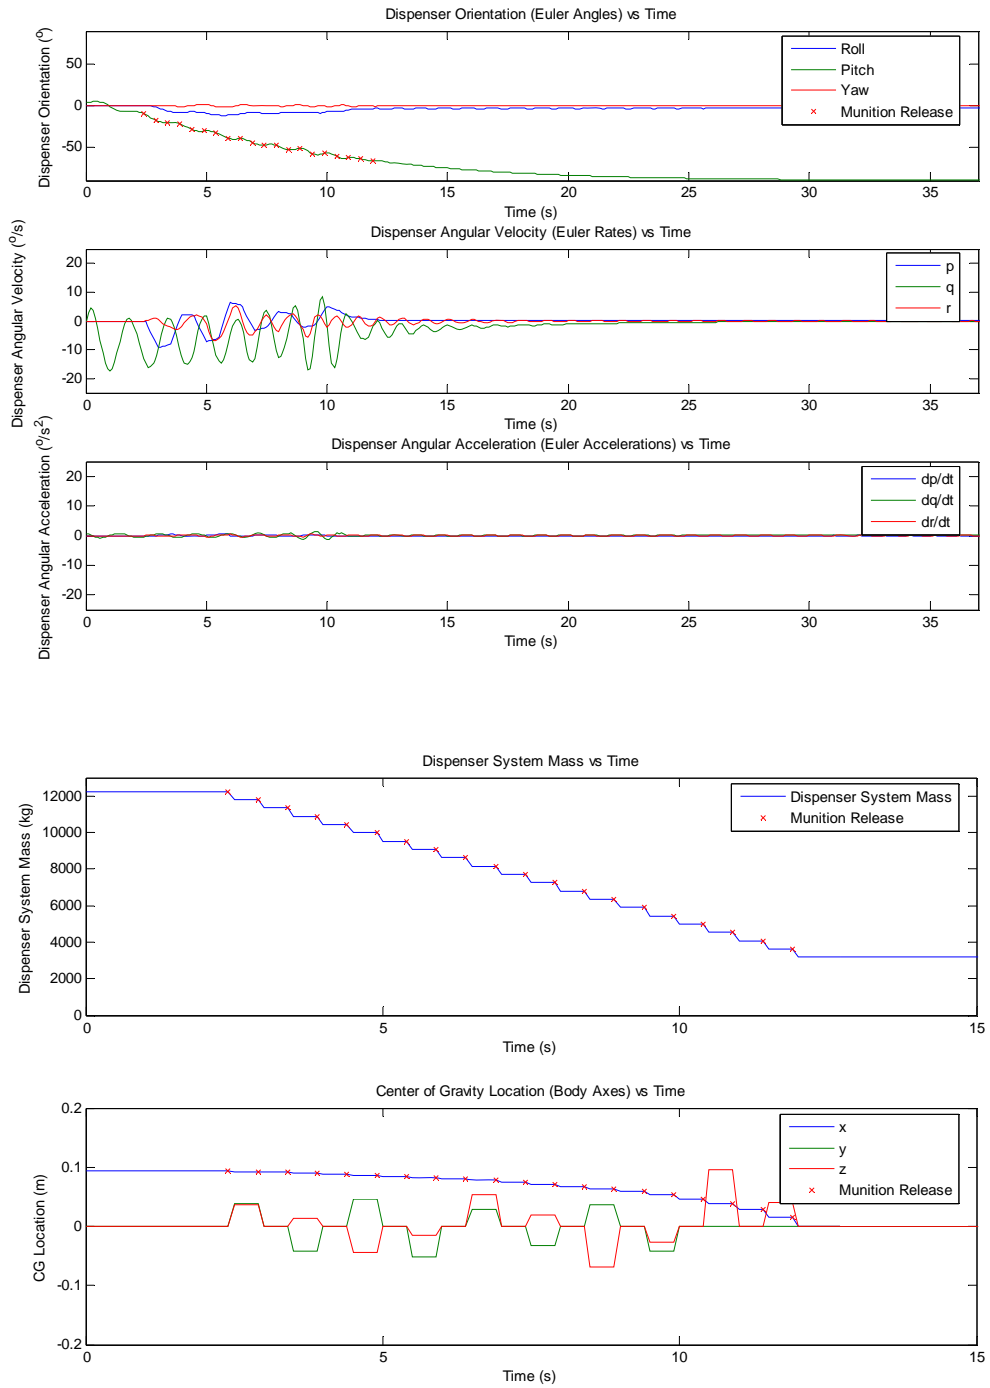 Dispenser Orientation (Euler Angles) vs Time
Dispenser Orientation (º)
50
0
-50
0 5 10 15 20 25 30 35
Time (s)
Roll
Pitch
Yaw
Munition Release
Dispenser Angular Velocity (Euler Rates) vs Time
Dispenser Angular Velocity (º/s)
20
10
0
-10
-20
0 5 10 15 20 25 30 35
Time (s)
p
q
r
Dispenser Angular Acceleration (Euler Accelerations) vs Time
Dispenser Angular Acceleration (º/s²)
20
10
0
-10
-20
0 5 10 15 20 25 30 35
Time (s)
dp/dt
dq/dt
dr/dt
Dispenser System Mass vs Time
Dispenser System Mass (kg)
12000
10000
8000
6000
4000
2000
0
0 5 10 15
Time (s)
Dispenser System Mass
Munition Release
Center of Gravity Location (Body Axes) vs Time
CG Location (m)
0.2
0.1
0
-0.1
-0.2
0 5 10 15
Time (s)
x
y
z
Munition Release